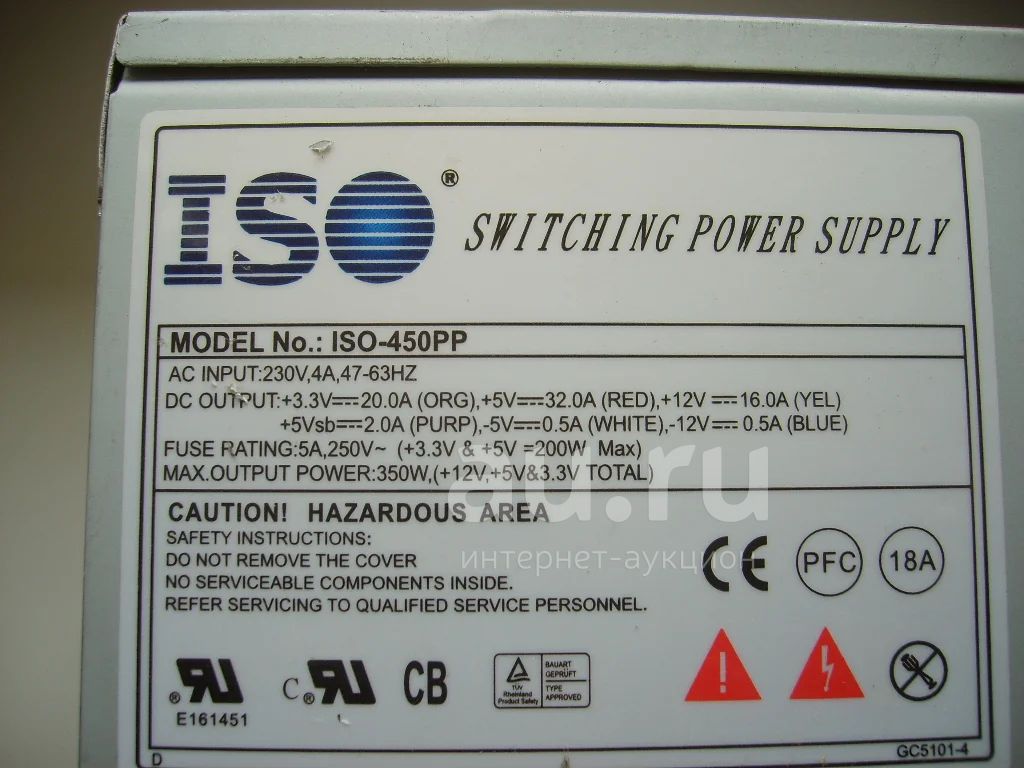 ISO®
SWITCHING POWER SUPPLY
MODEL No.: ISO-450PP
AC INPUT:230V,4A,47-63HZ
DC OUTPUT:+3.3V⎓20.0A (ORG),+5V⎓32.0A (RED),+12V⎓16.0A (YEL)
+5Vsb⎓2.0A (PURP),-5V⎓0.5A (WHITE),-12V⎓0.5A (BLUE)
FUSE RATING:5A,250V~ (+3.3V & +5V =200W Max)
MAX.OUTPUT POWER:350W,(+12V,+5V&3.3V TOTAL)
au.ru
интернет-аукцион
CAUTION! HAZARDOUS AREA
SAFETY INSTRUCTIONS:
DO NOT REMOVE THE COVER
NO SERVICEABLE COMPONENTS INSIDE.
REFER SERVICING TO QUALIFIED SERVICE PERSONNEL.
CE PFC 18A
®RU C®RU CB
E161451
TÜV
Rheinland
Product Safety
BAUART
GEPRÜFT
TYPE
APPROVED
D
GC5101-4